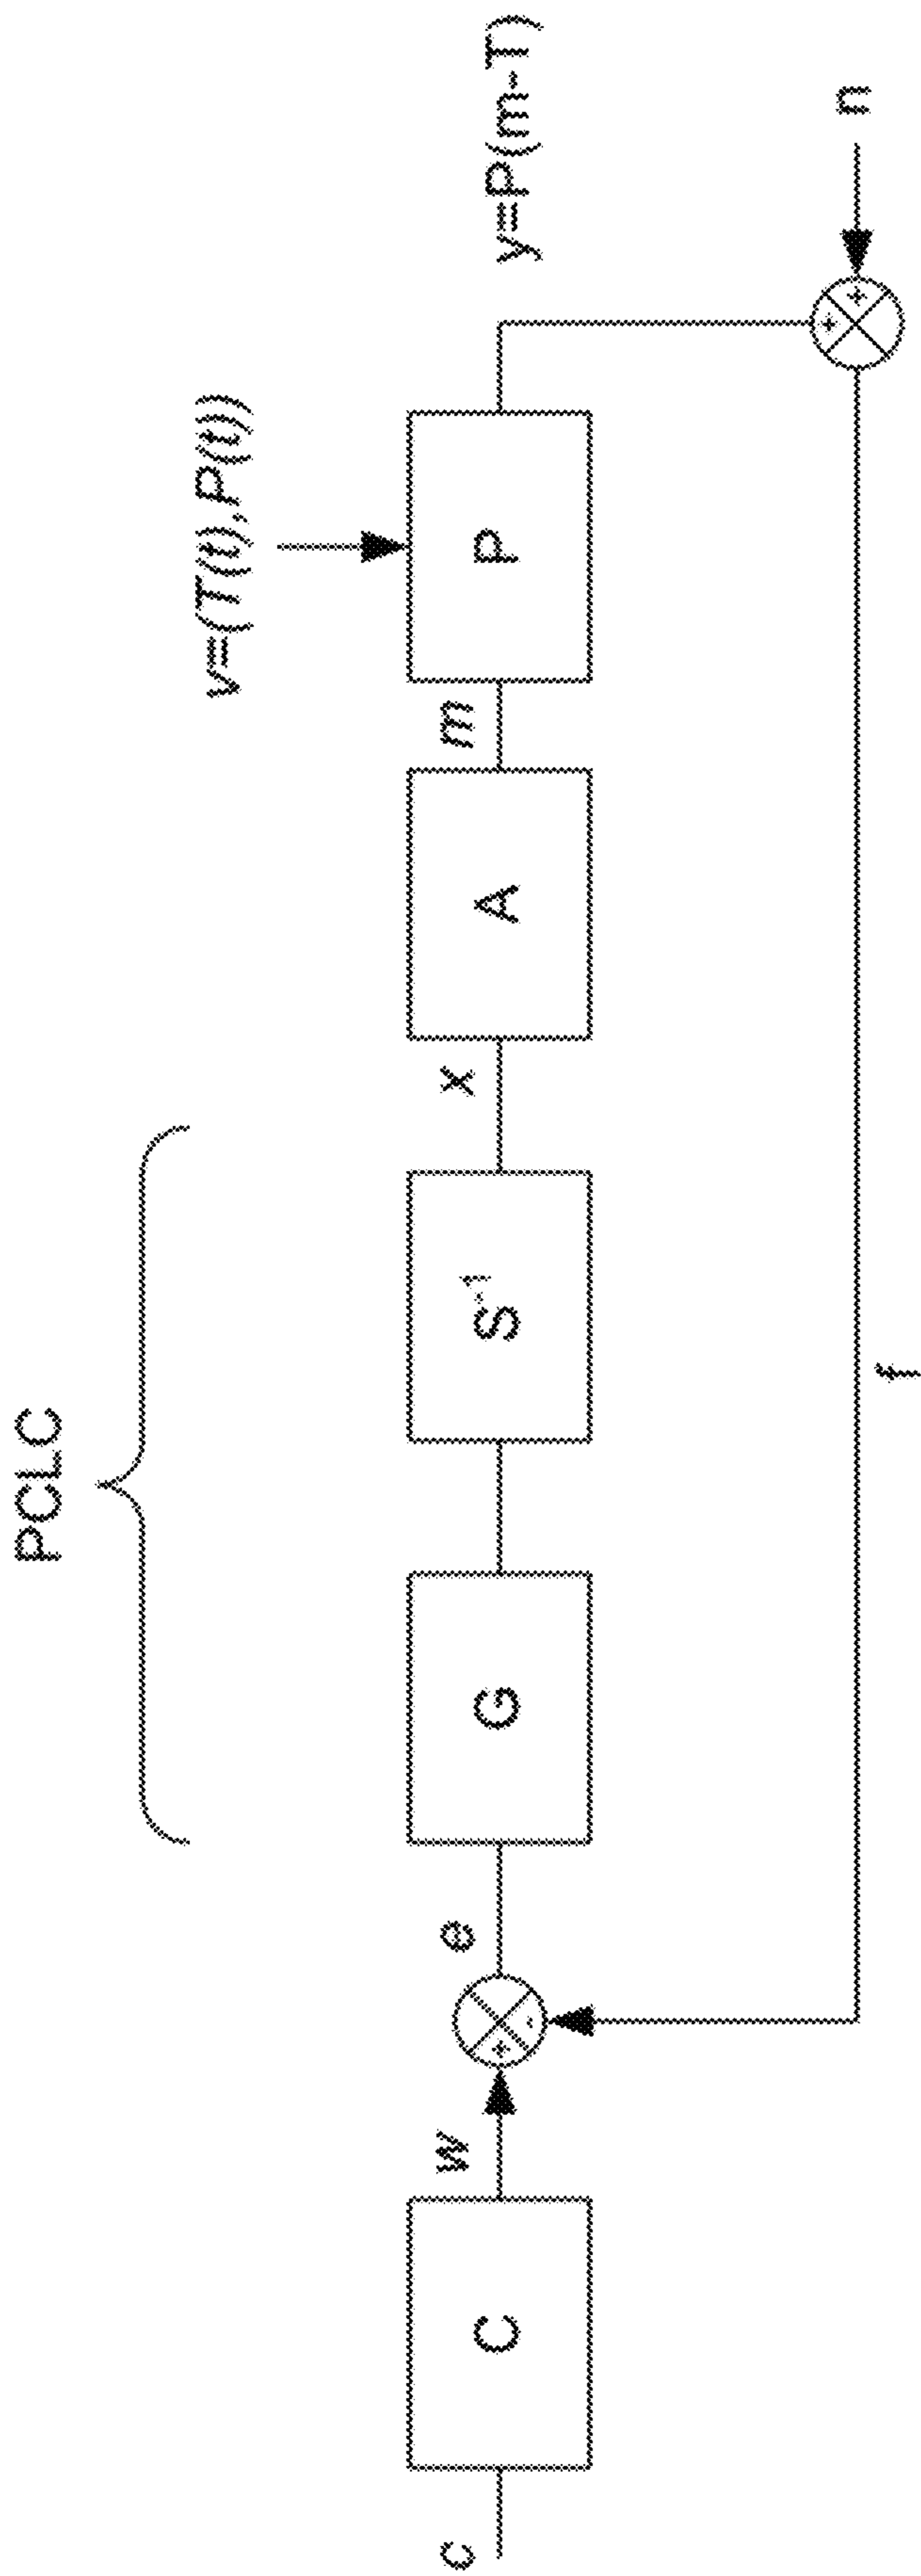 PCLC
v=(T(t),P(t))
c
C
w
+
-
e
G
S⁻¹
x
A
m
P
y=P(m-T)
+
+
n
f